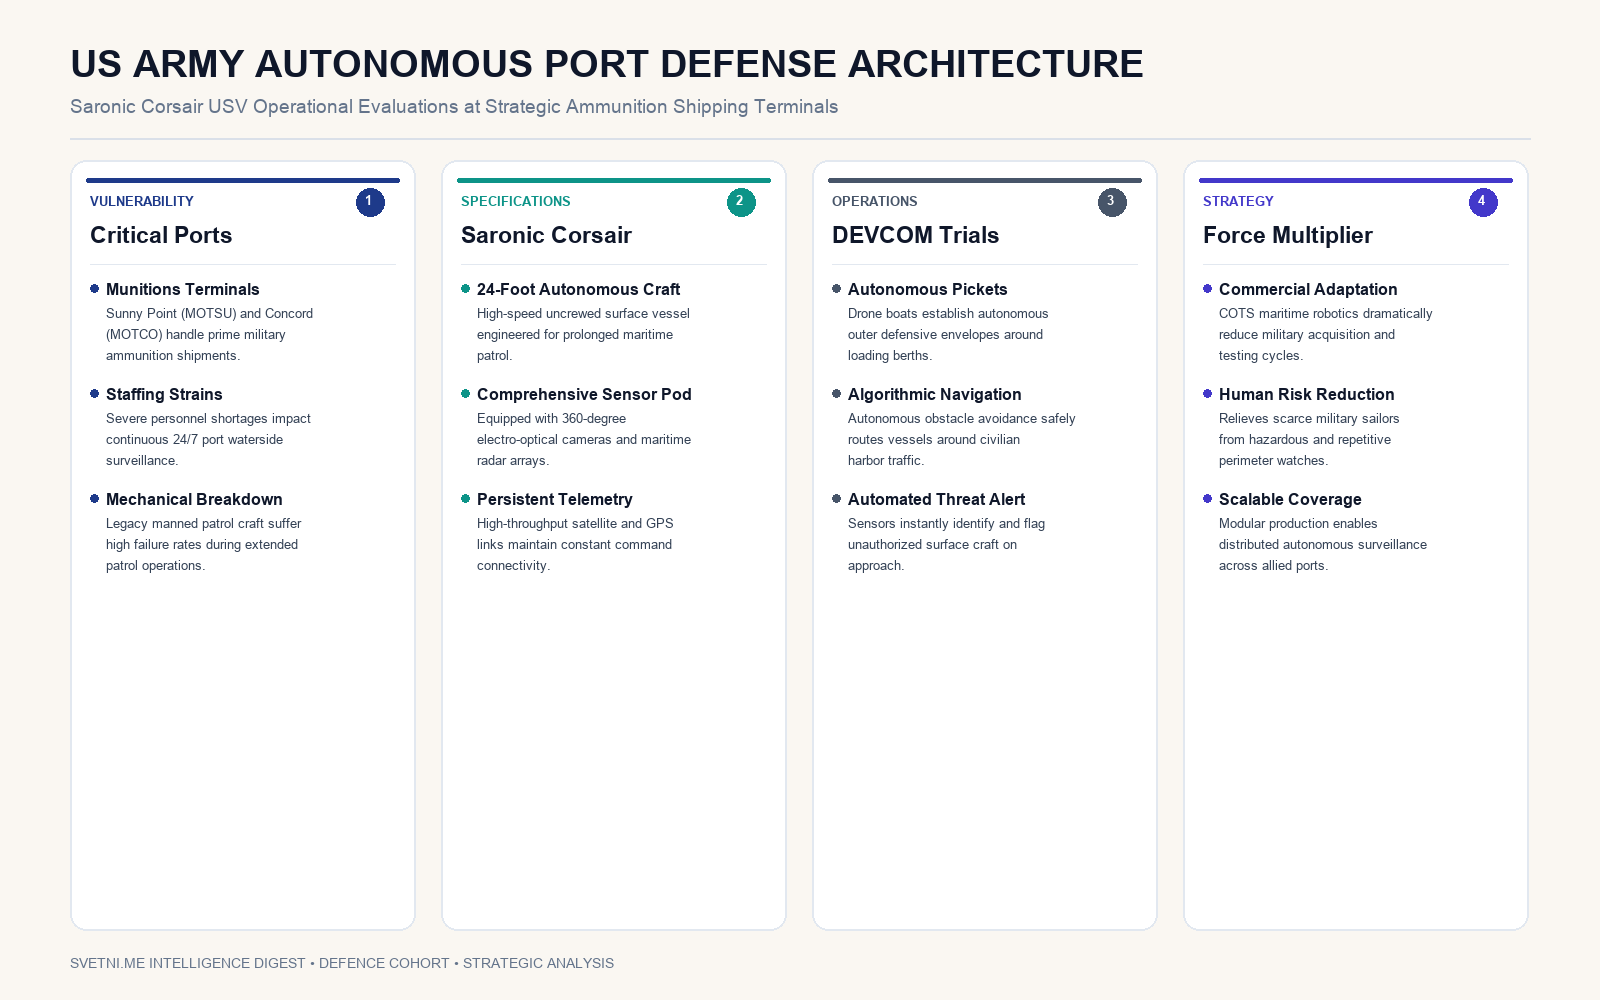 US ARMY AUTONOMOUS PORT DEFENSE ARCHITECTURE
Saronic Corsair USV Operational Evaluations at Strategic Ammunition Shipping Terminals
VULNERABILITY
1
Critical Ports
Munitions Terminals
Sunny Point (MOTSU) and Concord
(MOTCO) handle prime military
ammunition shipments.
Staffing Strains
Severe personnel shortages impact
continuous 24/7 port waterside
surveillance.
Mechanical Breakdown
Legacy manned patrol craft suffer
high failure rates during extended
patrol operations.
SPECIFICATIONS
2
Saronic Corsair
24-Foot Autonomous Craft
High-speed uncrewed surface vessel
engineered for prolonged maritime
patrol.
Comprehensive Sensor Pod
Equipped with 360-degree
electro-optical cameras and maritime
radar arrays.
Persistent Telemetry
High-throughput satellite and GPS
links maintain constant command
connectivity.
OPERATIONS
3
DEVCOM Trials
Autonomous Pickets
Drone boats establish autonomous
outer defensive envelopes around
loading berths.
Algorithmic Navigation
Autonomous obstacle avoidance safely
routes vessels around civilian
harbor traffic.
Automated Threat Alert
Sensors instantly identify and flag
unauthorized surface craft on
approach.
STRATEGY
4
Force Multiplier
Commercial Adaptation
COTS maritime robotics dramatically
reduce military acquisition and
testing cycles.
Human Risk Reduction
Relieves scarce military sailors
from hazardous and repetitive
perimeter watches.
Scalable Coverage
Modular production enables
distributed autonomous surveillance
across allied ports.
SVETNI.ME INTELLIGENCE DIGEST • DEFENCE COHORT • STRATEGIC ANALYSIS